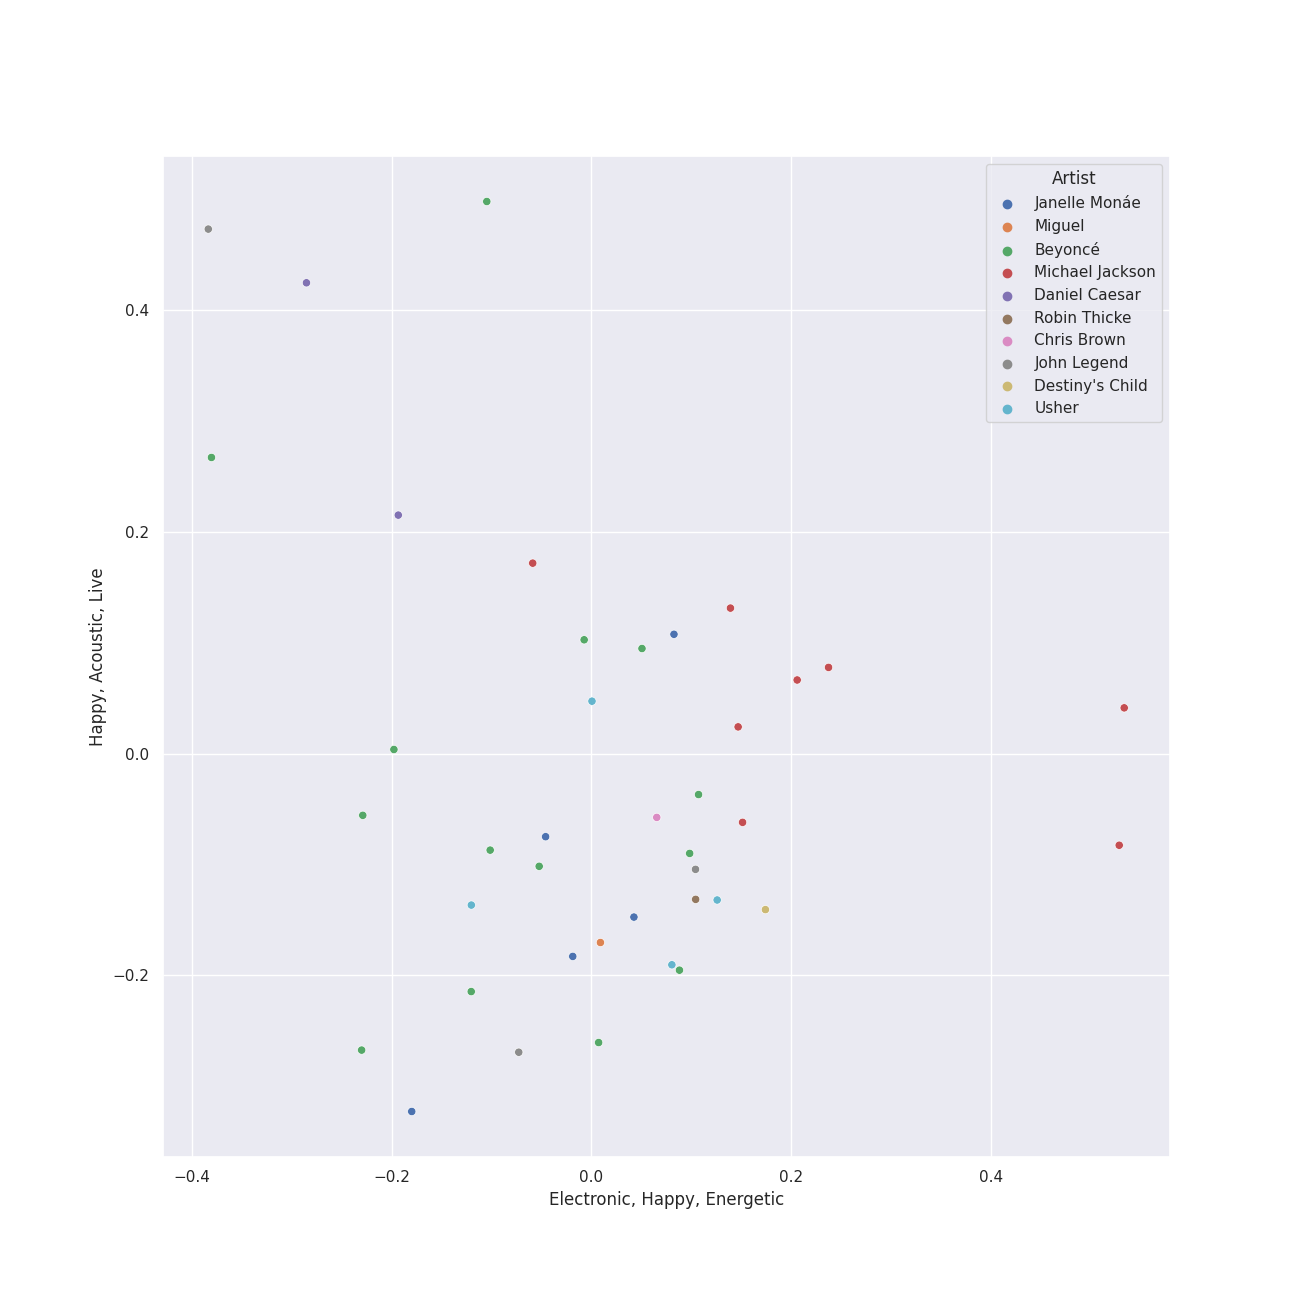 Artist
Janelle Monáe
Miguel
Beyoncé
Michael Jackson
Daniel Caesar
Robin Thicke
Chris Brown
John Legend
Destiny's Child
Usher
0.4
0.2
0.0
−0.2
Happy, Acoustic, Live
−0.4 −0.2 0.0 0.2 0.4
Electronic, Happy, Energetic